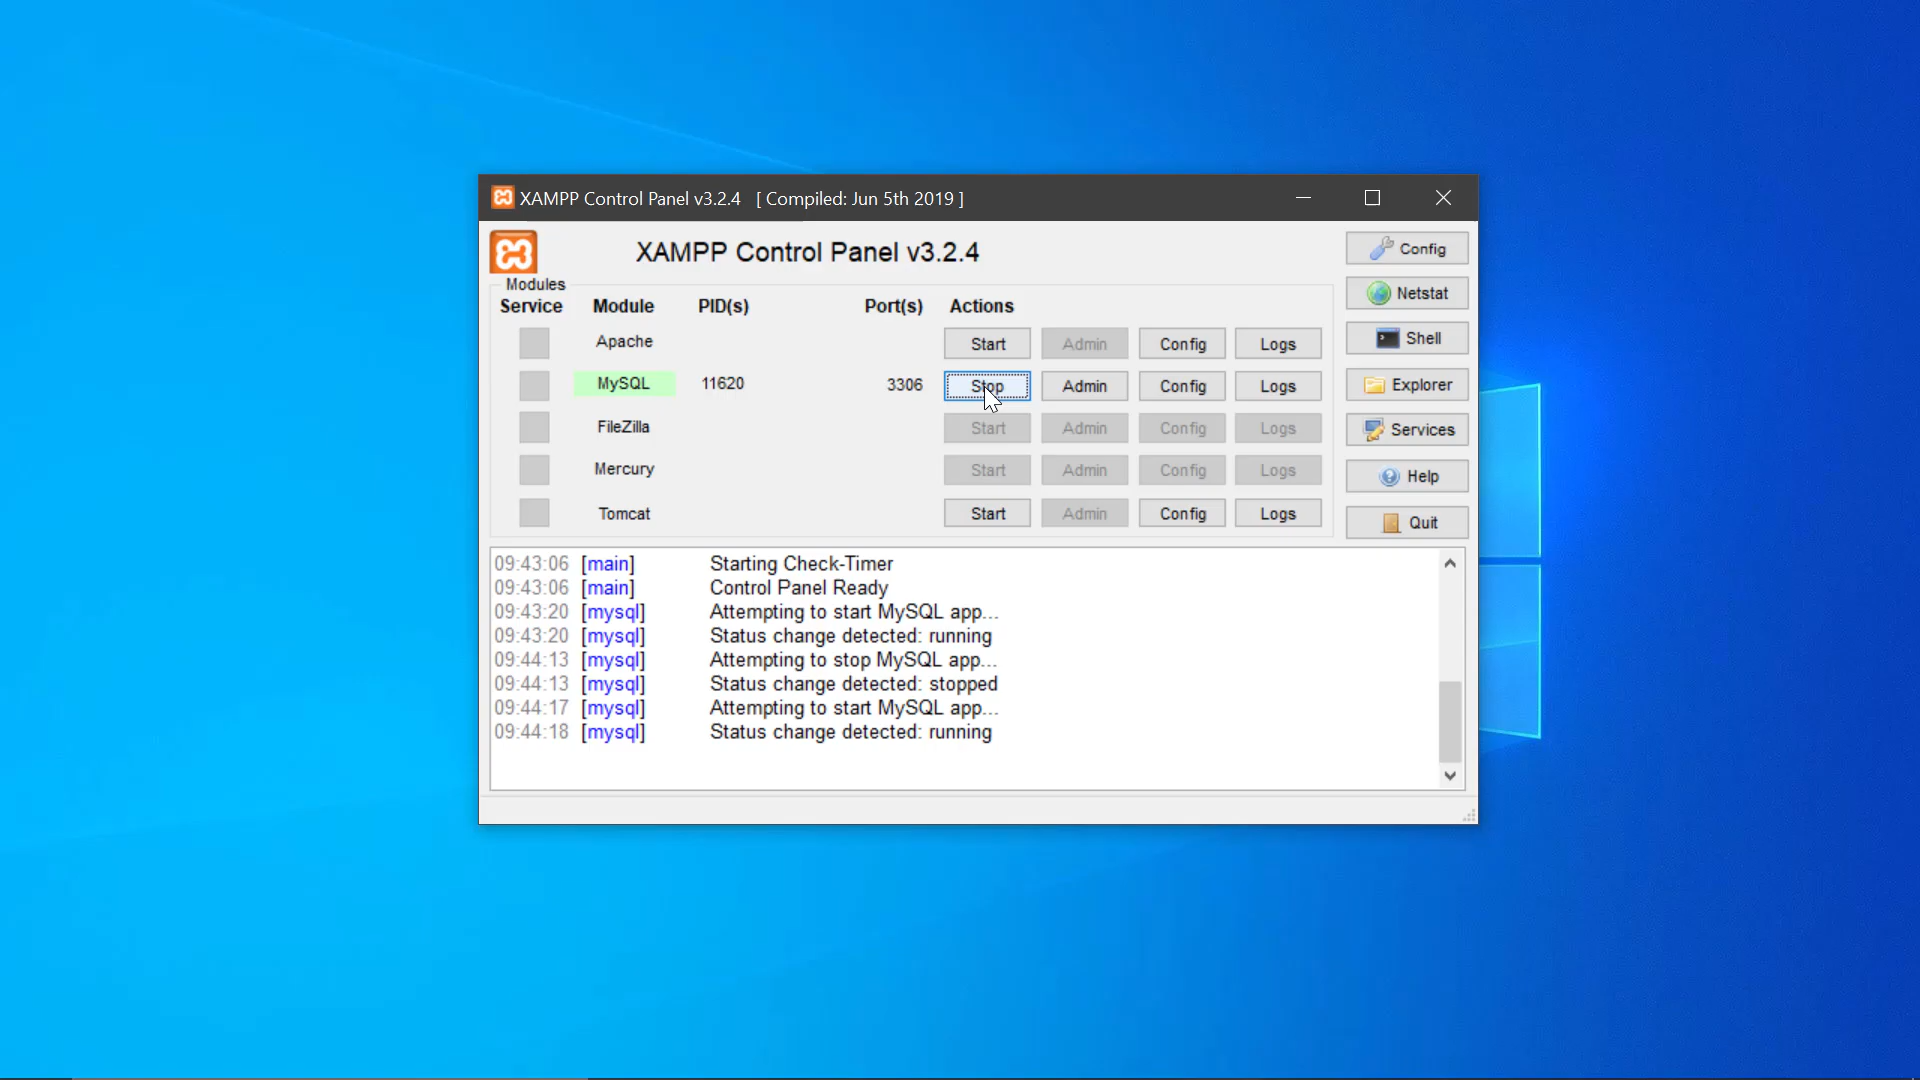 XAMPP Control Panel v3.2.4 [ Compiled: Jun 5th 2019 ]
XAMPP Control Panel v3.2.4
Config
Modules
Service Module PID(s) Port(s) Actions
Netstat
Apache Start Admin Config Logs
Shell
MySQL 11620 3306 Stop Admin Config Logs
Explorer
FileZilla Start Admin Config Logs
Services
Mercury Start Admin Config Logs
Help
Tomcat Start Admin Config Logs
Quit
09:43:06 [main] Starting Check-Timer
09:43:06 [main] Control Panel Ready
09:43:20 [mysql] Attempting to start MySQL app...
09:43:20 [mysql] Status change detected: running
09:44:13 [mysql] Attempting to stop MySQL app...
09:44:13 [mysql] Status change detected: stopped
09:44:17 [mysql] Attempting to start MySQL app...
09:44:18 [mysql] Status change detected: running